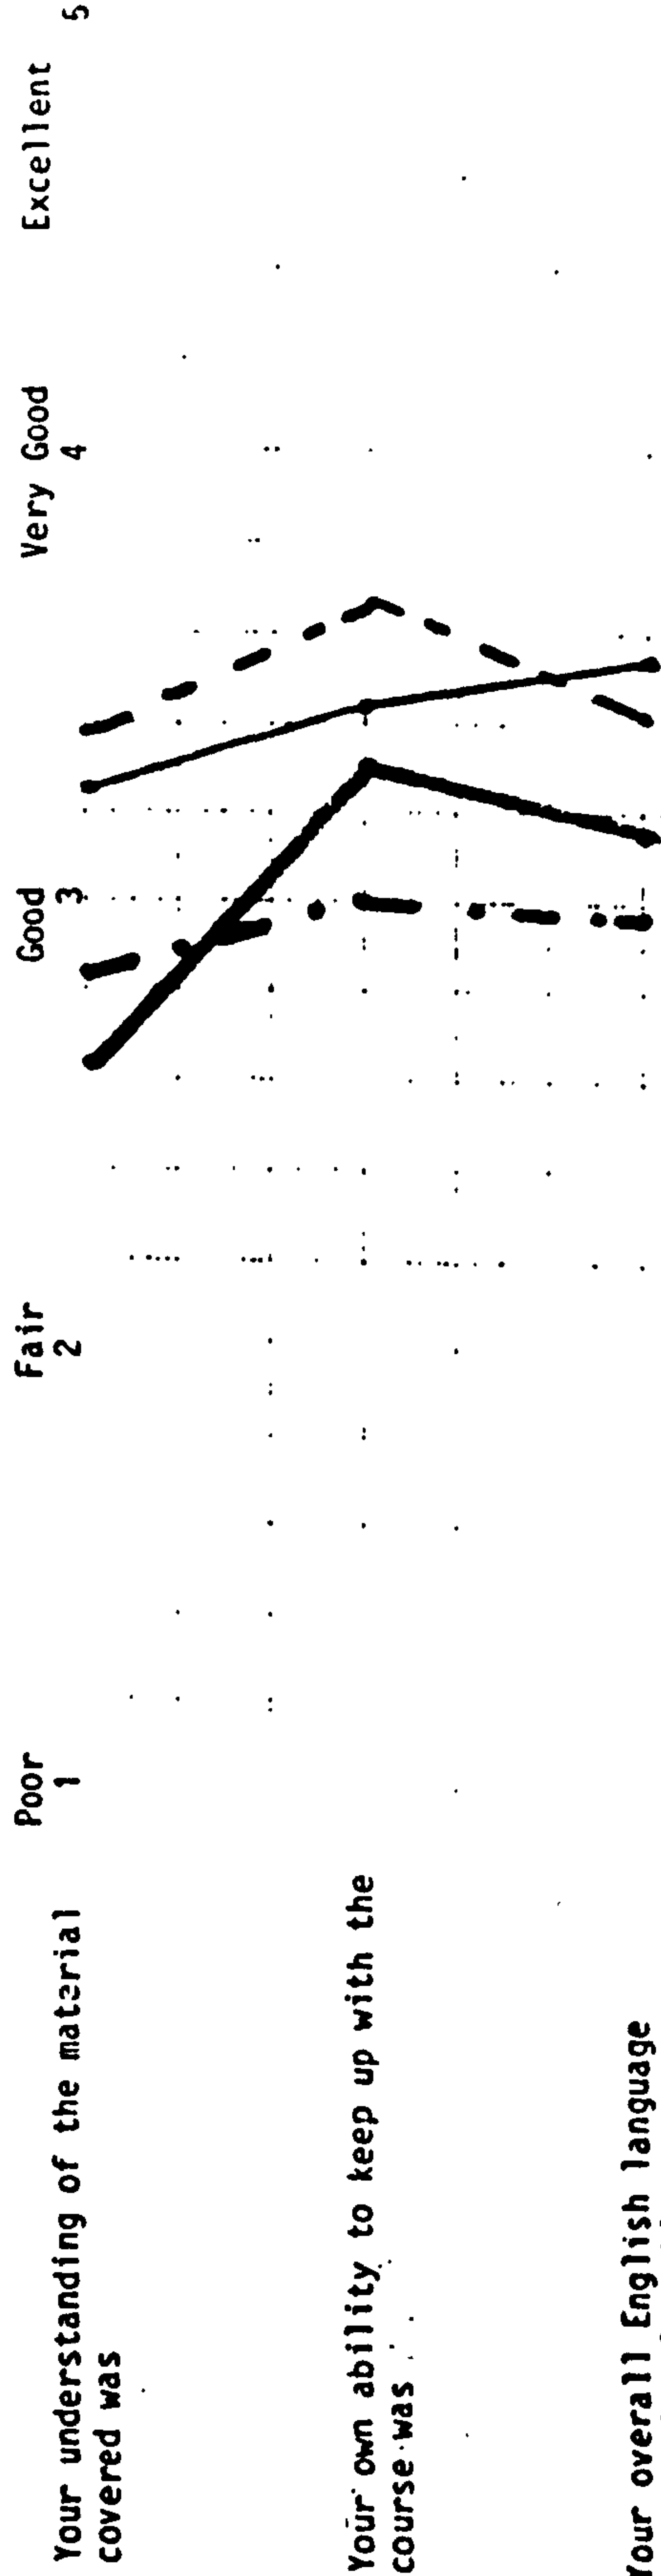 Poor Fair Good Very Good Excellent
1 2 3 4 5
Your understanding of the material
covered was
Your own ability to keep up with the
course was
Your overall English language